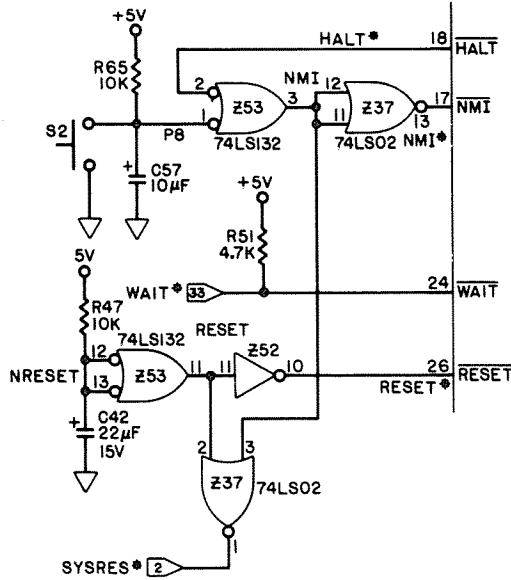 +5V
HALT*
18
HALT
R65
10K
2
NMI
12
17
NMI
Z53
3
Z37
S2
P8
1
11
13
74LS132
74LS02
NMI*
+
C57
10µF
+5V
R51
4.7K
5V
WAIT*
33
24
WAIT
R47
10K
74LS132
RESET
12
11
11
Z52
10
26
RESET
NRESET
13
Z53
RESET*
+
C42
22µF
15V
2
3
Z37
74LS02
1
SYSRES*
2